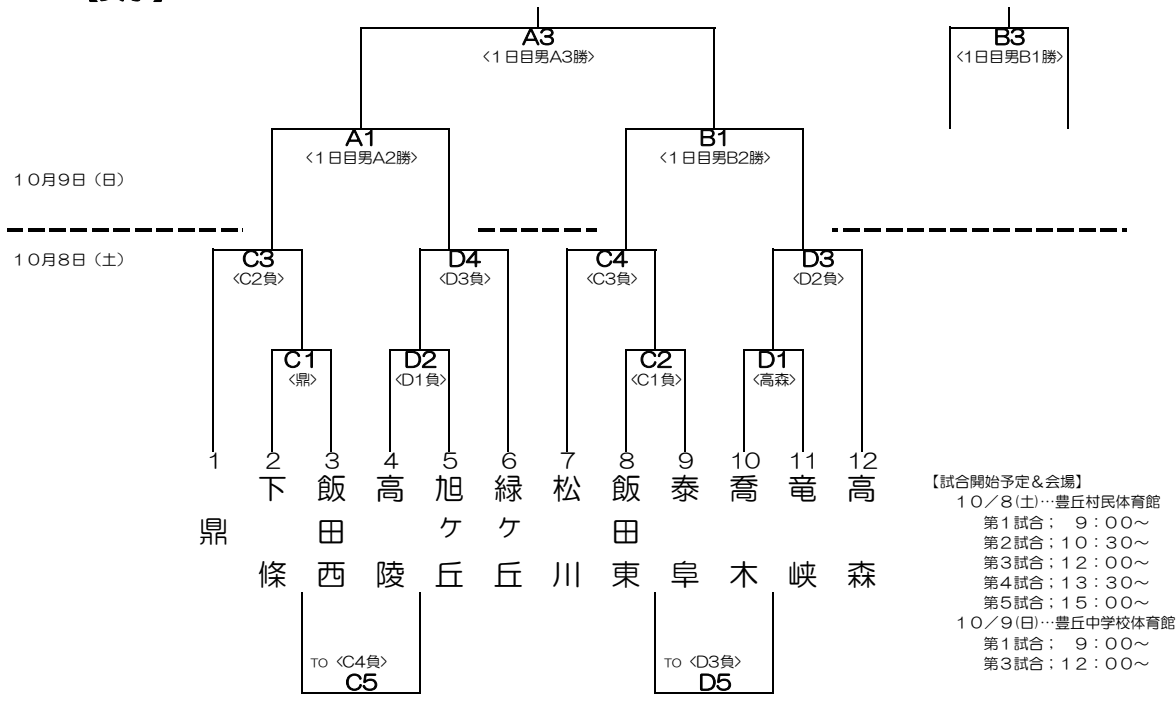 A3
<1日目男A3勝>
B3
<1日目男B1勝>
A1
<1日目男A2勝>
B1
<1日目男B2勝>
10月9日（日）
10月8日（土）
C3
<C2負>
D4
<D3負>
C4
<C3負>
D3
<D2負>
C1
<鼎>
D2
<D1負>
C2
<C1負>
D1
<高森>
1 2 3 4 5 6 7 8 9 10 11 12
鼎
下條
飯田西
高陵
旭ケ丘
緑ケ丘
松川
飯田東
泰阜
喬木
竜峡
高森
TO <C4負>
C5
TO <D3負>
D5
【試合開始予定＆会場】
10／8(土)…豊丘村民体育館
第1試合； 9：00～
第2試合；10：30～
第3試合；12：00～
第4試合；13：30～
第5試合；15：00～
10／9(日)…豊丘中学校体育館
第1試合； 9：00～
第3試合；12：00～